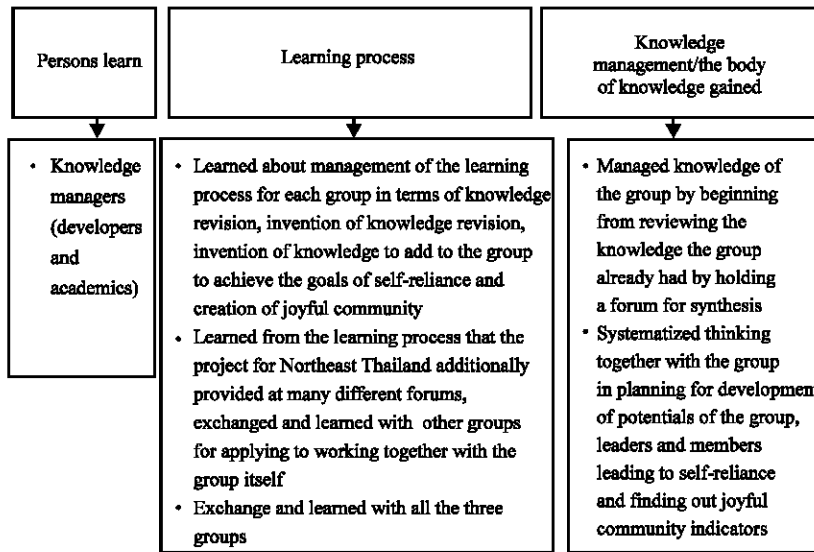 Persons learn
Learning process
Knowledge
management/the body
of knowledge gained
• Knowledge
managers
(developers
and
academics)
• Learned about management of the learning
process for each group in terms of knowledge
revision, invention of knowledge revision,
invention of knowledge to add to the group
to achieve the goals of self-reliance and
creation of joyful community
• Learned from the learning process that the
project for Northeast Thailand additionally
provided at many different forums,
exchanged and learned with other groups
for applying to working together with the
group itself
• Exchange and learned with all the three
groups
• Managed knowledge of
the group by beginning
from reviewing the
knowledge the group
already had by holding
a forum for synthesis
• Systematized thinking
together with the group
in planning for development
of potentials of the group,
leaders and members
leading to self-reliance
and finding out joyful
community indicators